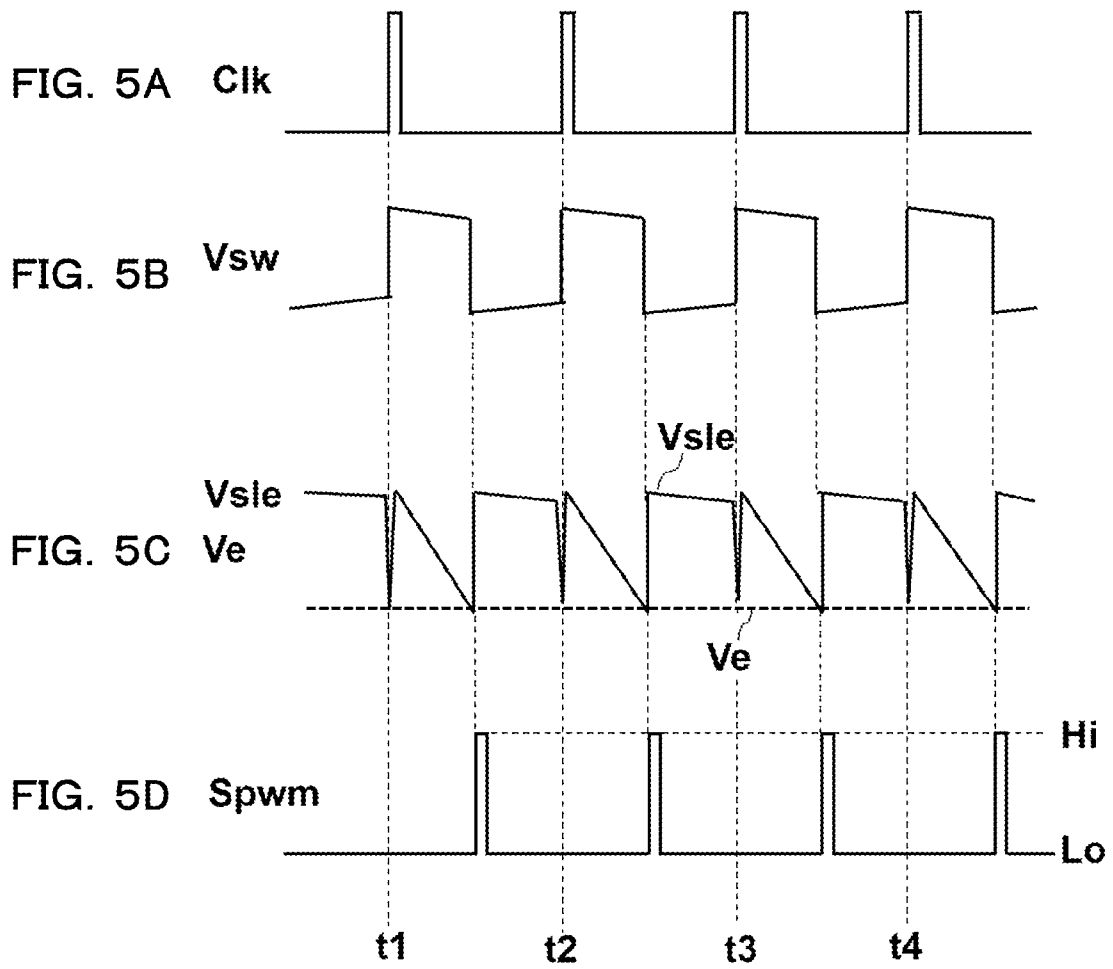 FIG. 5A Clk
FIG. 5B Vsw
Vsle
Vsle
FIG. 5C Ve
Ve
Hi
FIG. 5D Spwm
Lo
t1 t2 t3 t4